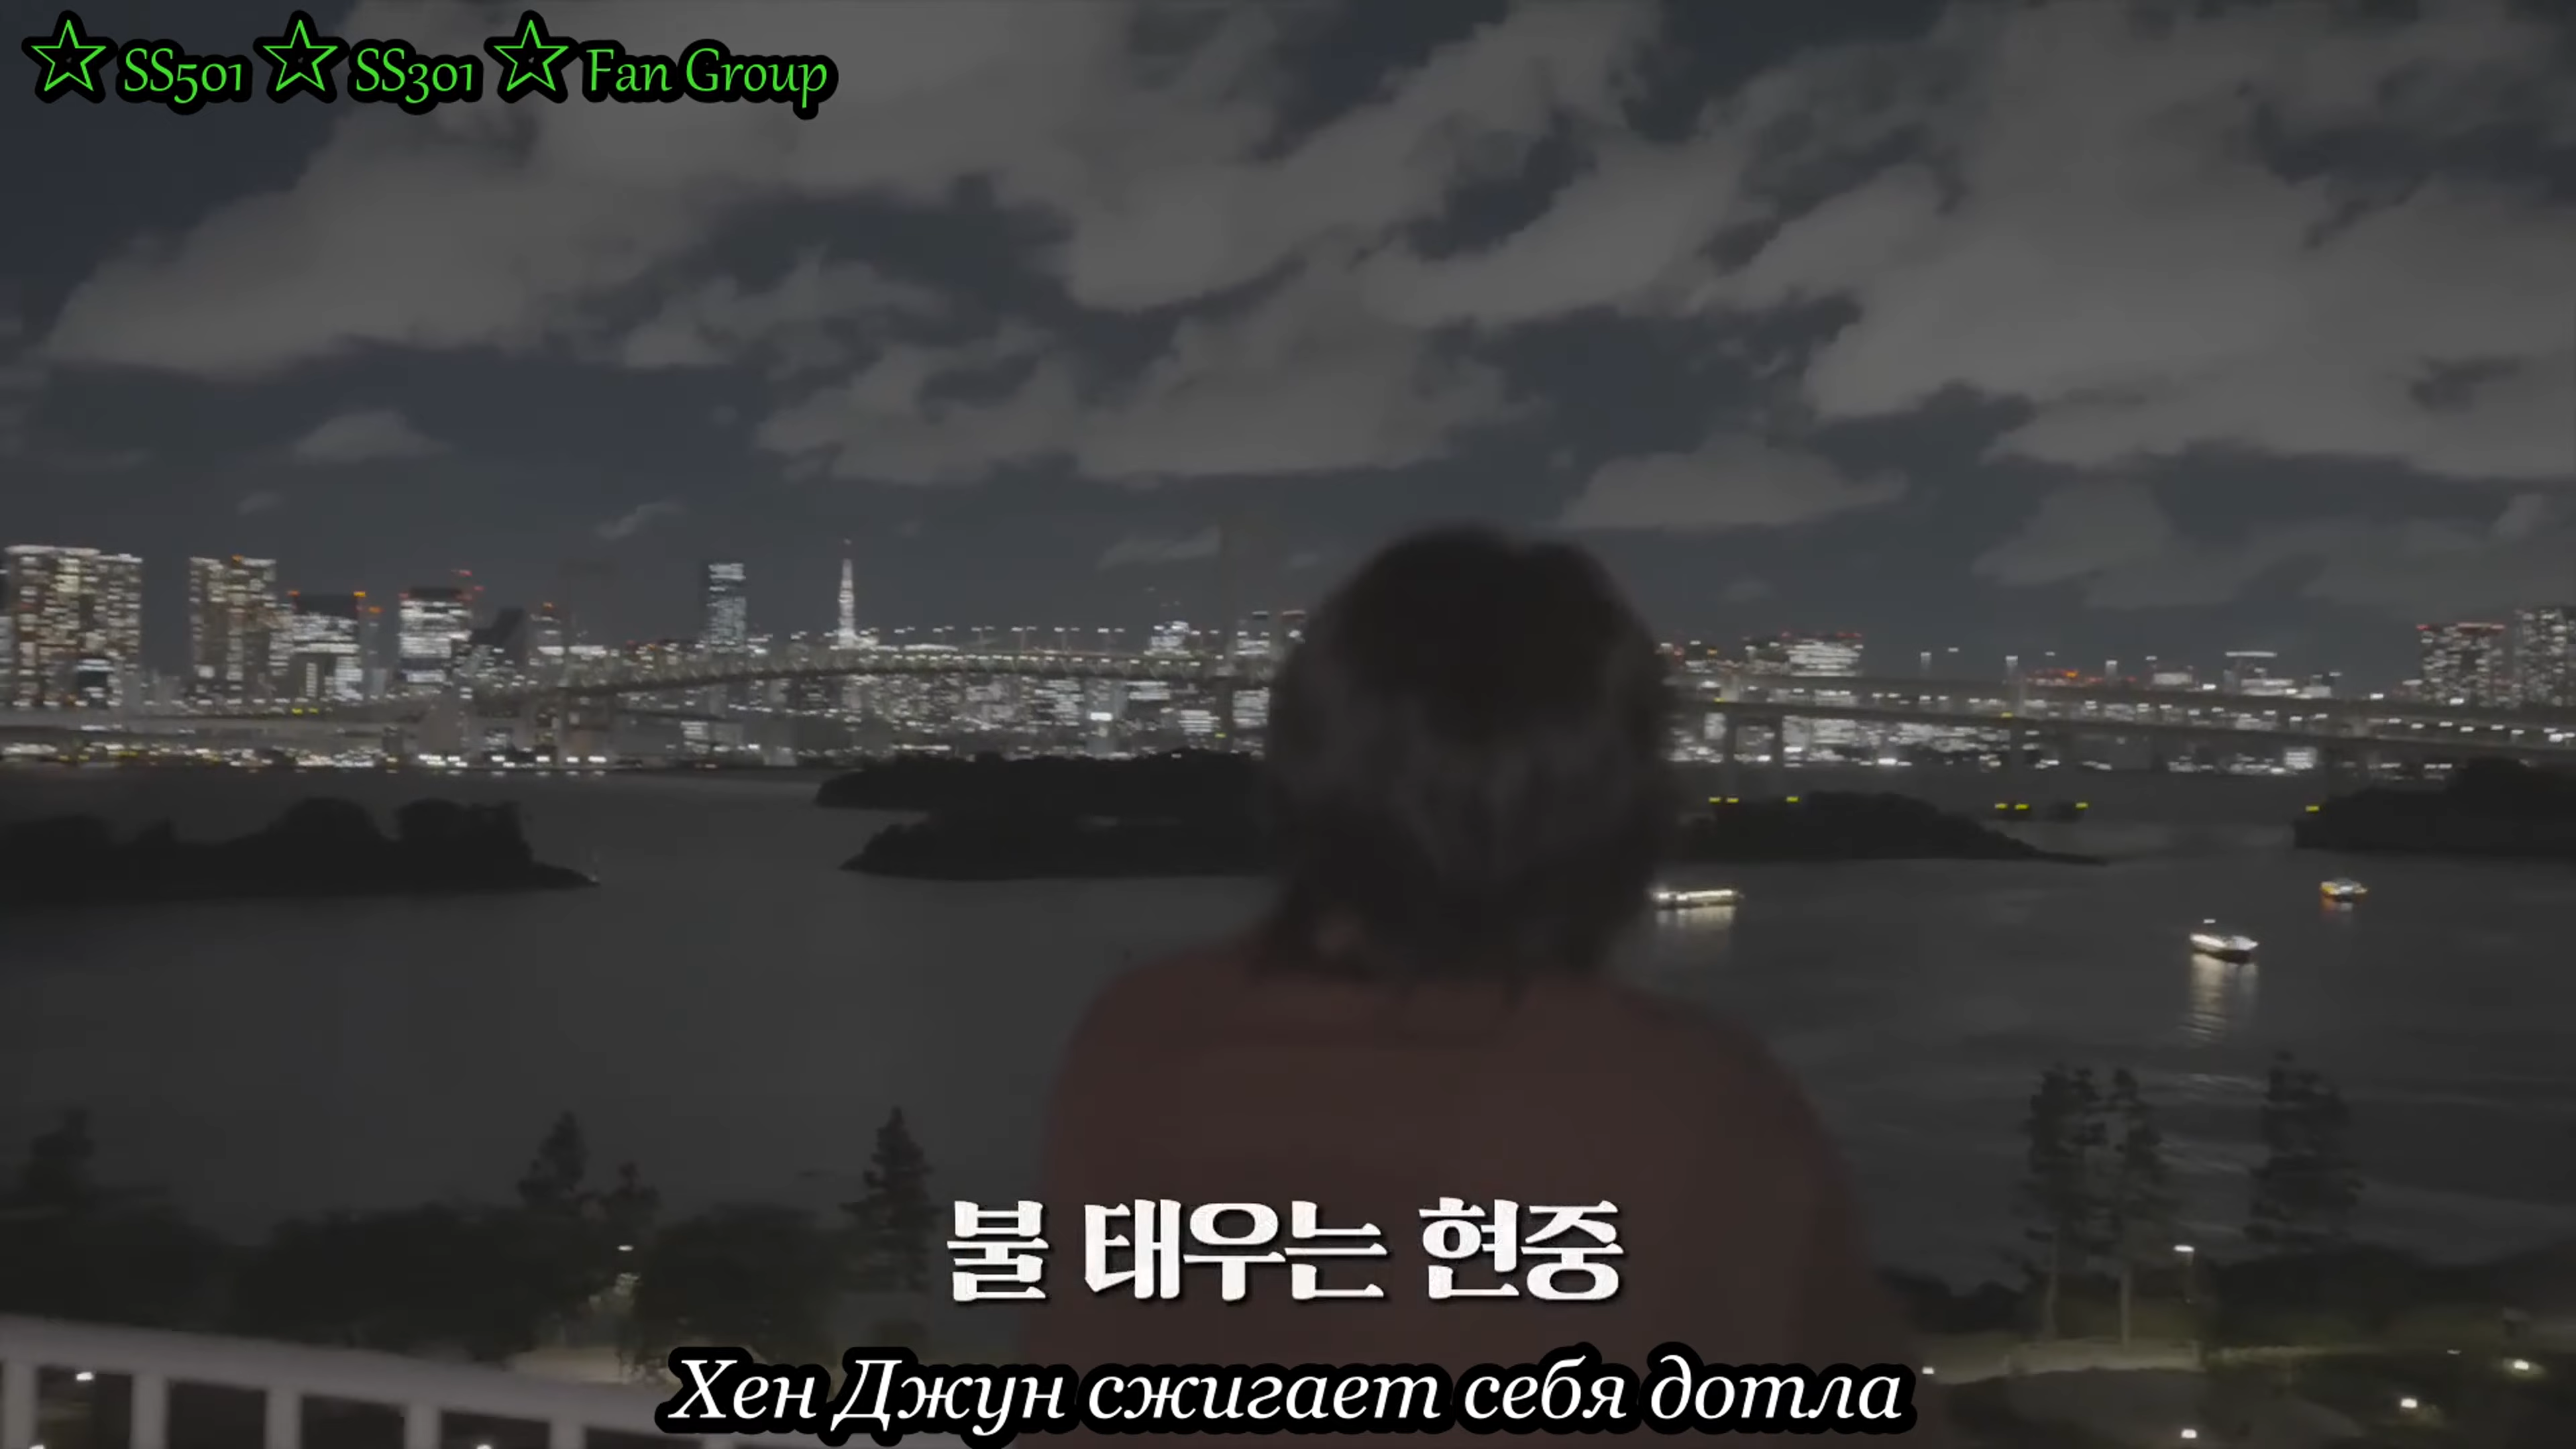 ☆ SS501 ☆ SS301 ☆ Fan Group
불 태우는 현중
Хен Джун сжигает себя дотла